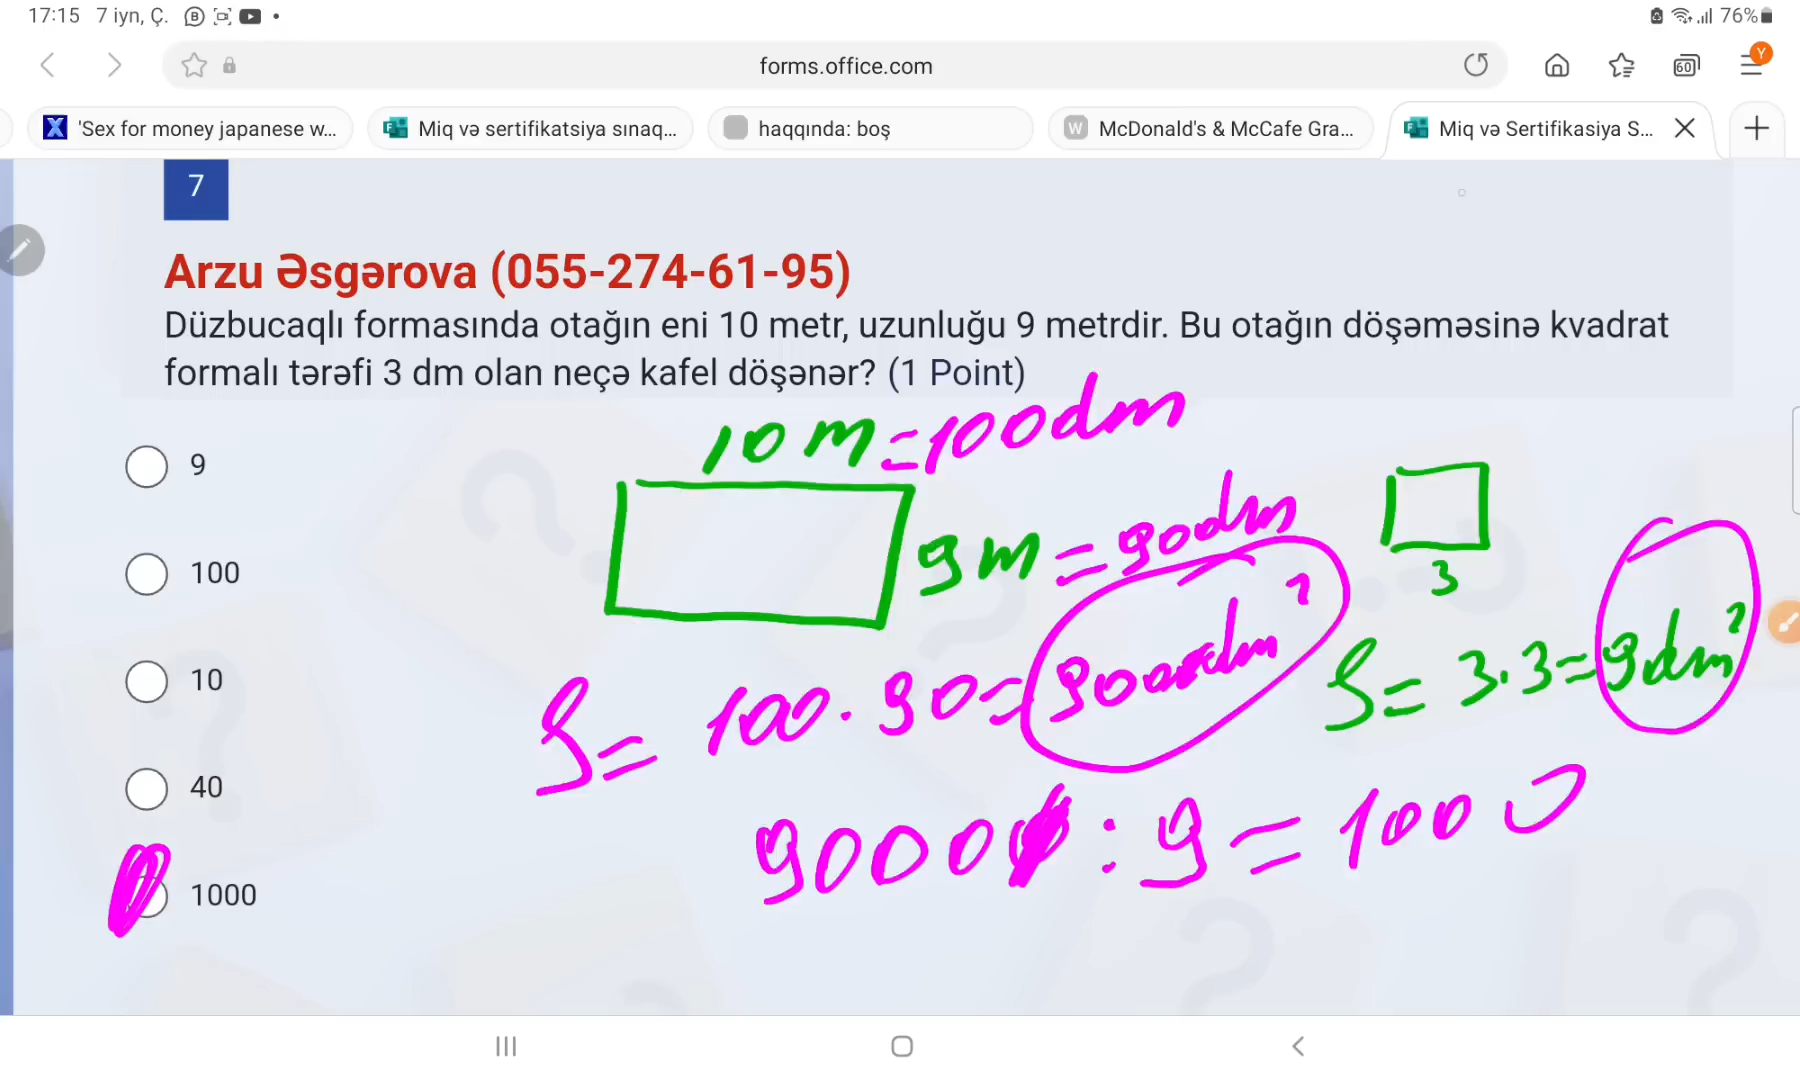 17:15 7 iyn, Ç. 76%
forms.office.com
60
Y
'Sex for money japanese w...
Miq və sertifikatsiya sınaq...
haqqında: boş
McDonald's & McCafe Gra...
Miq və Sertifikasiya S...
7
Arzu Əsgərova (055-274-61-95)
Düzbucaqlı formasında otağın eni 10 metr, uzunluğu 9 metrdir. Bu otağın döşəməsinə kvadrat
formalı tərəfi 3 dm olan neçə kafel döşənər? (1 Point)
10 m = 100dm
9
9m = 90dm
100
3
S = 100 . 90 = 9000dm²
S = 3.3 = 9dm²
10
40
9000 : 9 = 1000
1000